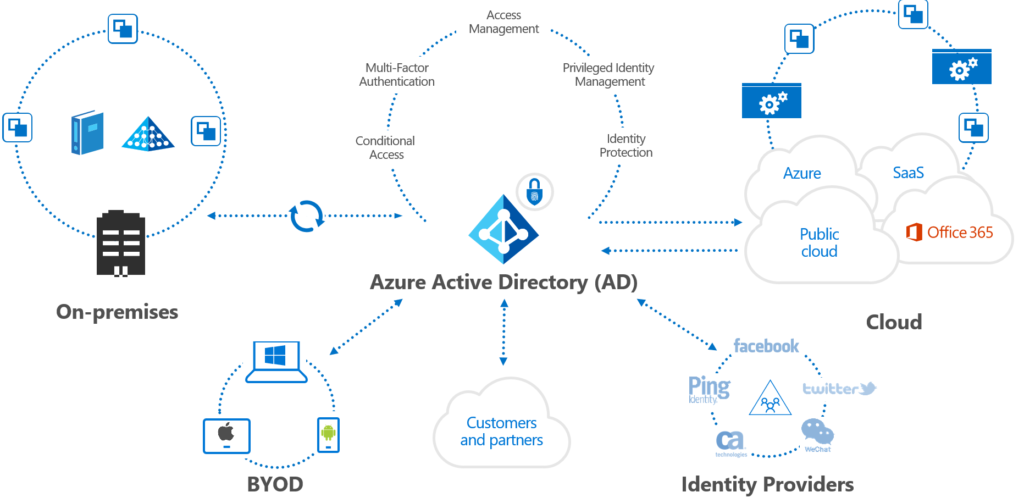 Access
Management
Multi-Factor
Authentication
Privileged Identity
Management
Conditional
Access
Identity
Protection
Azure
SaaS
Public
cloud
Office 365
Azure Active Directory (AD)
On-premises
Cloud
facebook
Ping
Identity
twitter
Customers
and partners
ca
technologies
WeChat
BYOD
Identity Providers